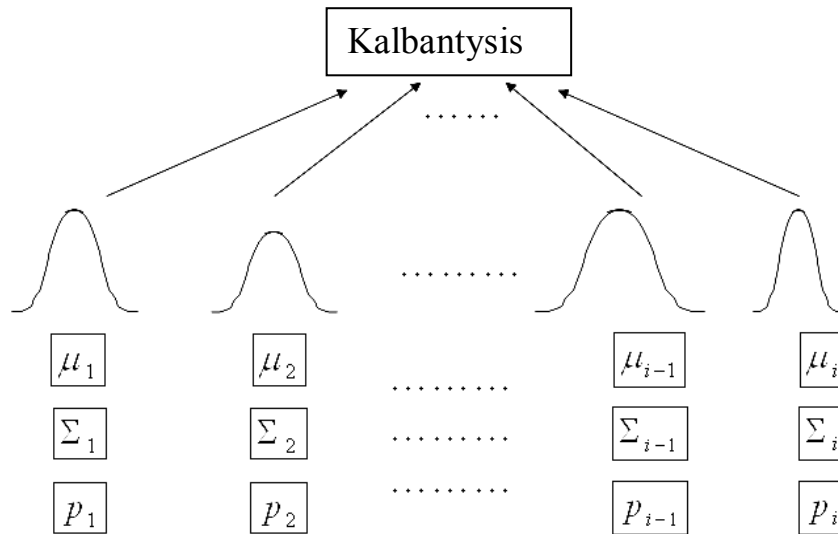 Kalbantysis
......
.........
μ₁ μ₂ μᵢ₋₁ μᵢ
.........
Σ₁ Σ₂ ......... Σᵢ₋₁ Σᵢ
.........
p₁ p₂ pᵢ₋₁ pᵢ